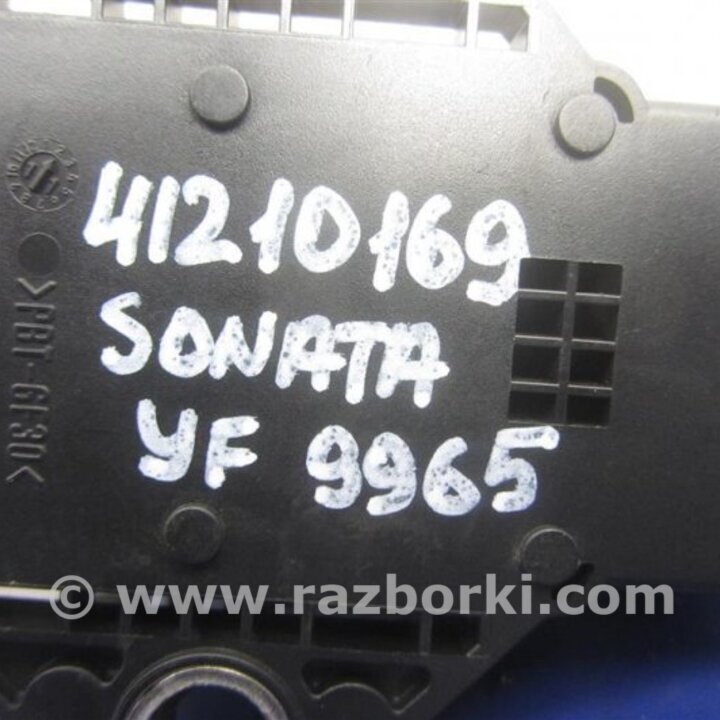 41210169
SONATA
YF 9965
>PBT-GF30<
© www.razborki.com